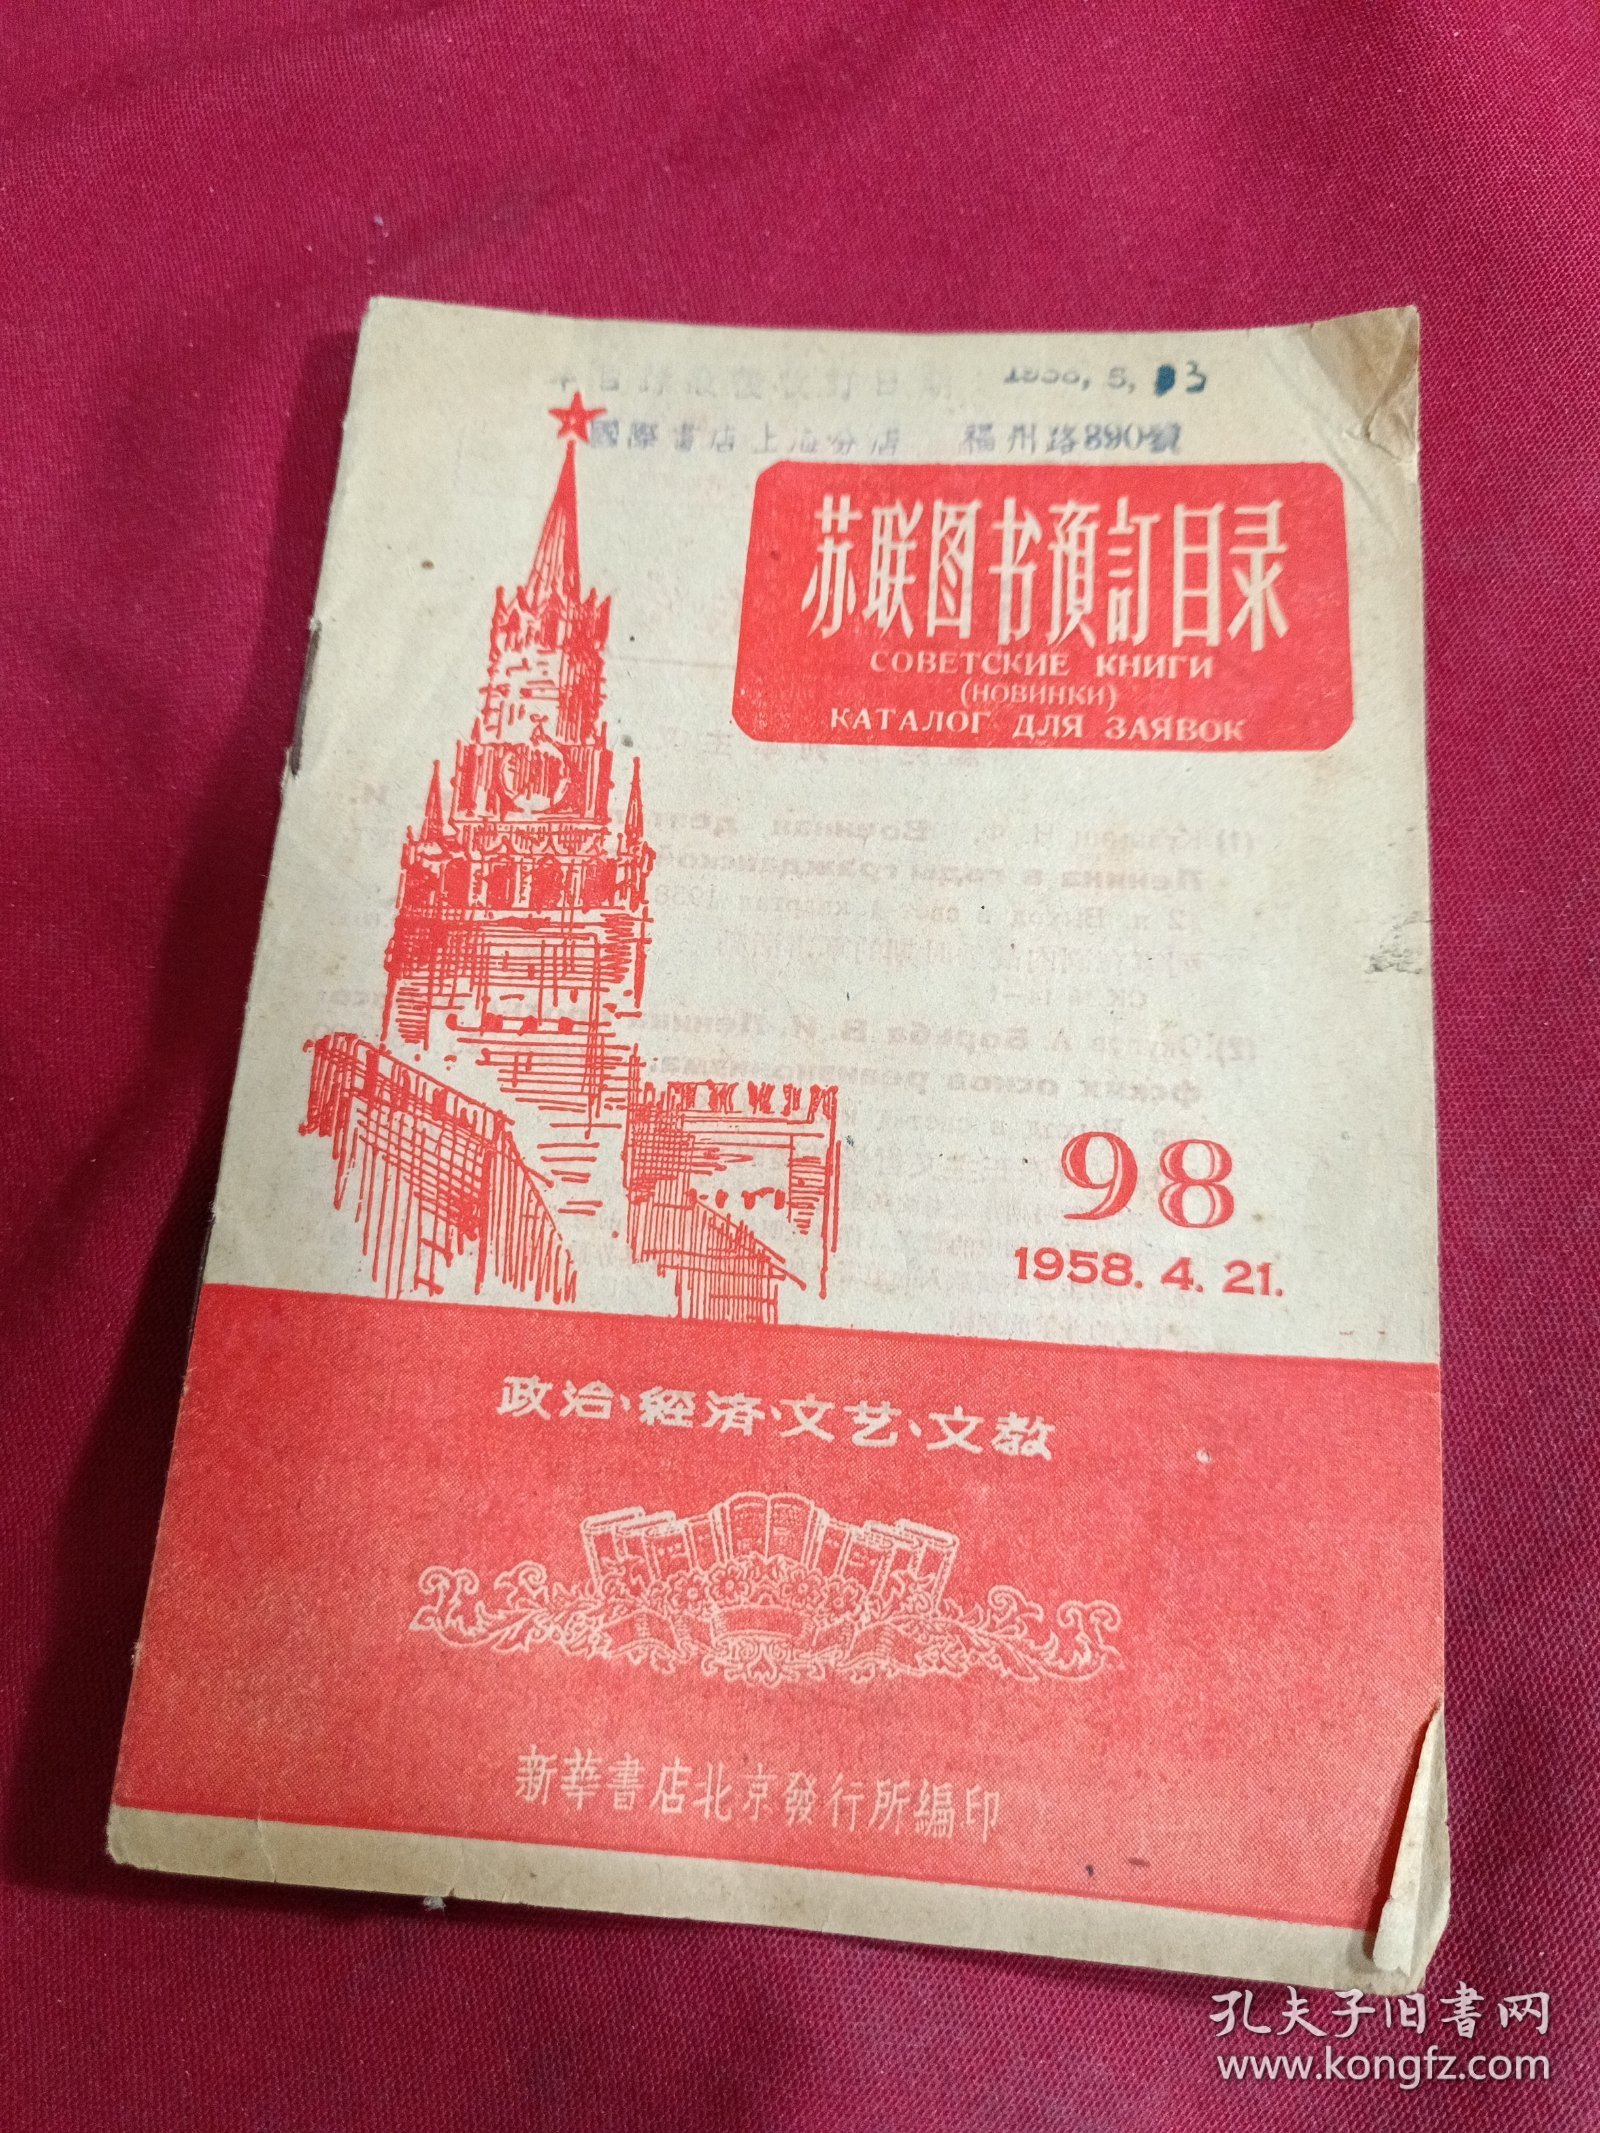 1958, 5, 3
國際書店上海分店 福州路390號
苏联图书預訂目录
СОВЕТСКИЕ КНИГИ
(НОВИНКИ)
КАТАЛОГ ДЛЯ ЗАЯВОК
98
1958. 4. 21.
政治、經济、文艺、文教
新華書店北京發行所編印
孔夫子旧書网
www.kongfz.com